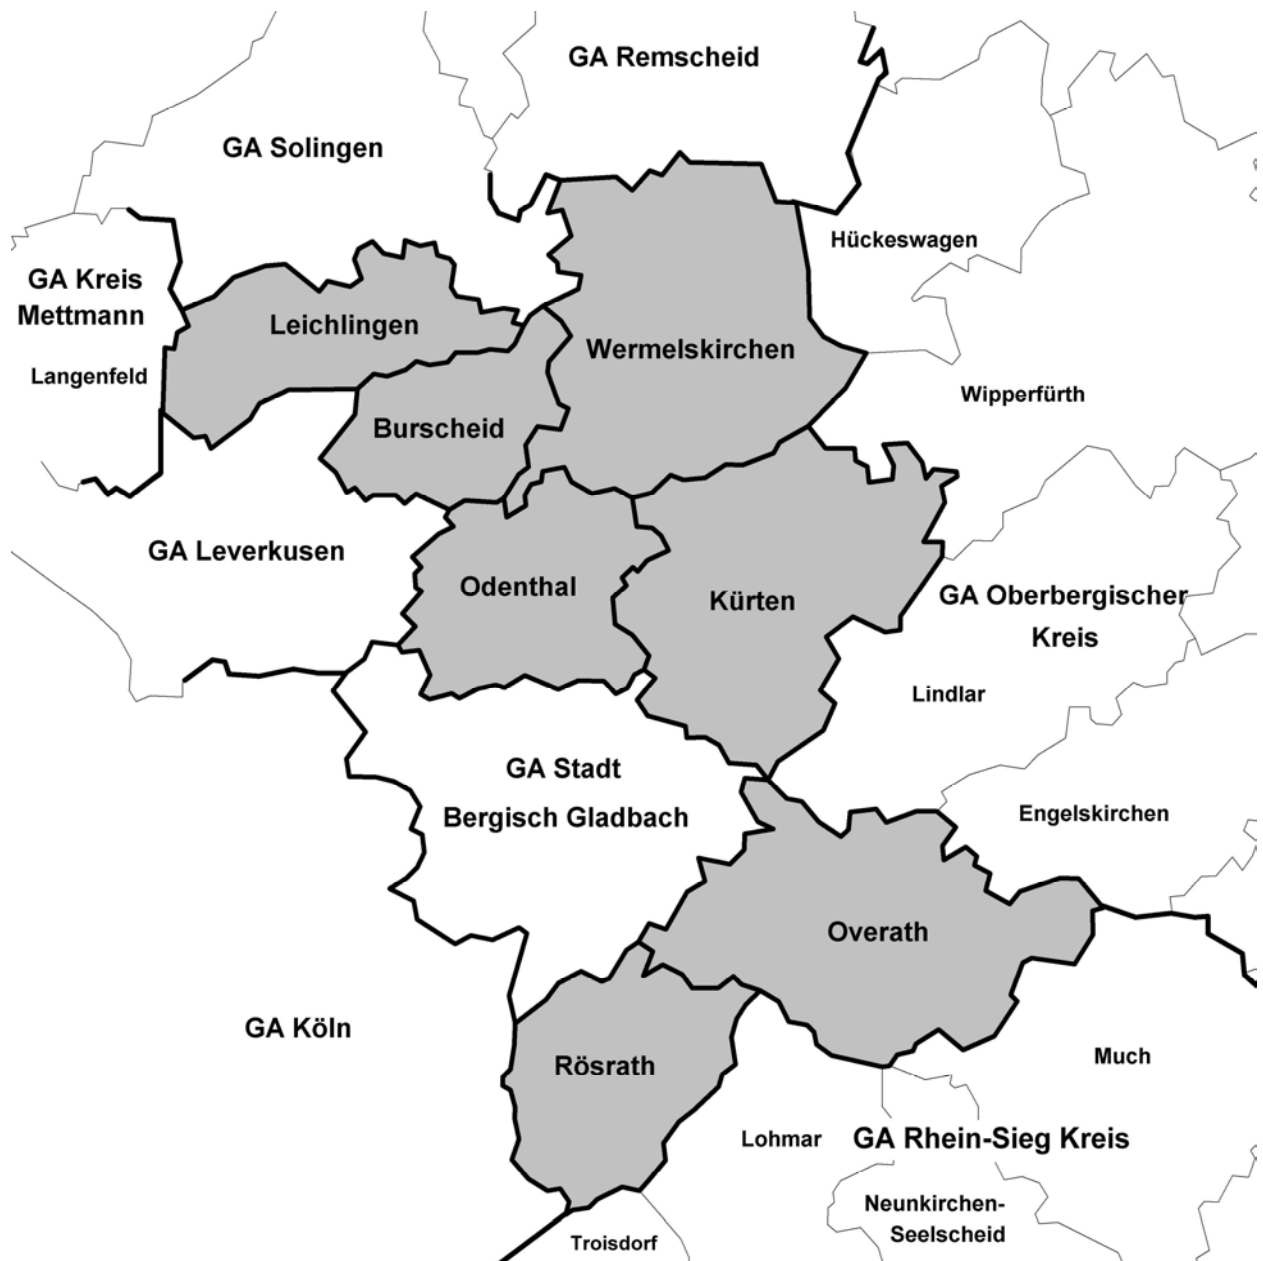 GA Remscheid
GA Solingen
Hückeswagen
GA Kreis
Mettmann
Leichlingen
Wermelskirchen
Langenfeld
Wipperfürth
Burscheid
GA Leverkusen
Odenthal
Kürten
GA Oberbergischer
Kreis
Lindlar
GA Stadt
Bergisch Gladbach
Engelskirchen
Overath
GA Köln
Rösrath
Much
Lohmar
GA Rhein-Sieg Kreis
Neunkirchen-
Seelscheid
Troisdorf